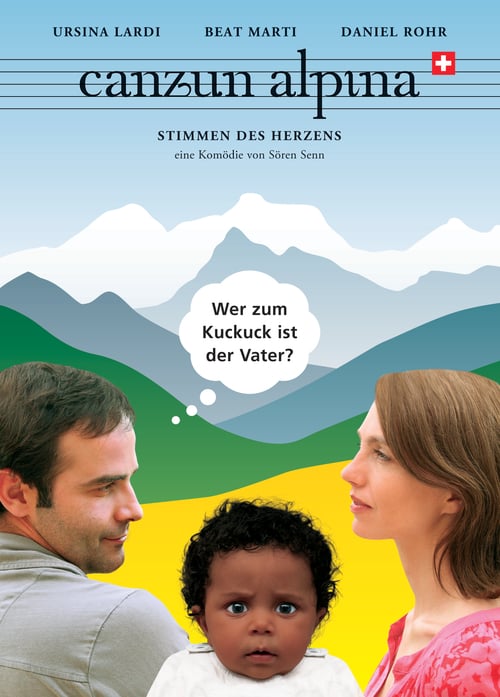 URSINA LARDI BEAT MARTI DANIEL ROHR
canzun alpina
STIMMEN DES HERZENS
eine Komödie von Sören Senn
Wer zum
Kuckuck ist
der Vater?